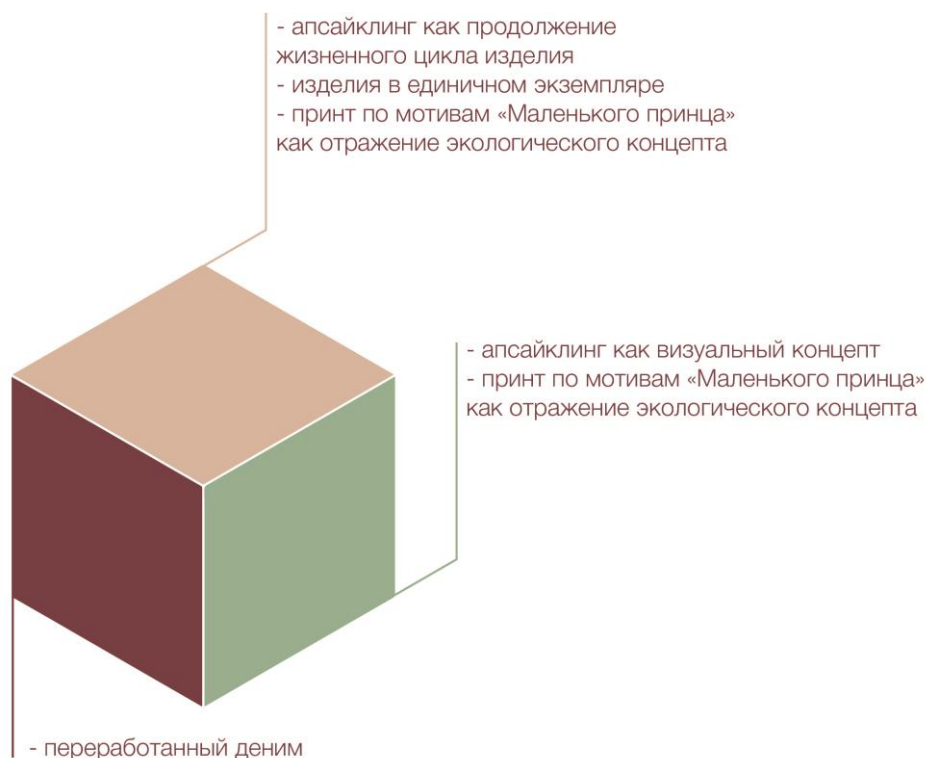 - апсайклинг как продолжение
жизненного цикла изделия
- изделия в единичном экземпляре
- принт по мотивам «Маленького принца»
как отражение экологического концепта
- апсайклинг как визуальный концепт
- принт по мотивам «Маленького принца»
как отражение экологического концепта
- переработанный деним